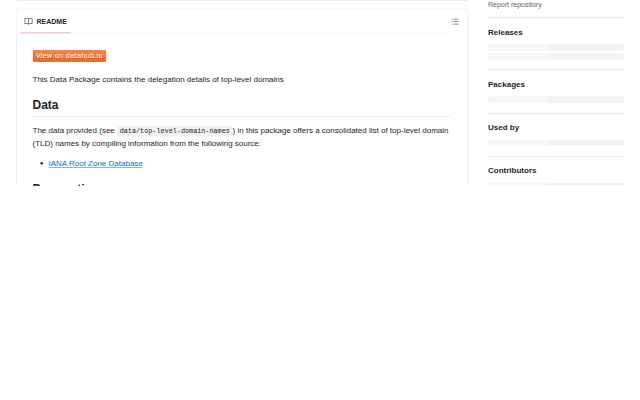 Report repository
README
Releases
View on datahub.io
This Data Package contains the delegation details of top-level domains
Packages
Data
The data provided (see data/top-level-domain-names) in this package offers a consolidated list of top-level domain
(TLD) names by compiling information from the following source:
Used by
IANA Root Zone Database
Contributors